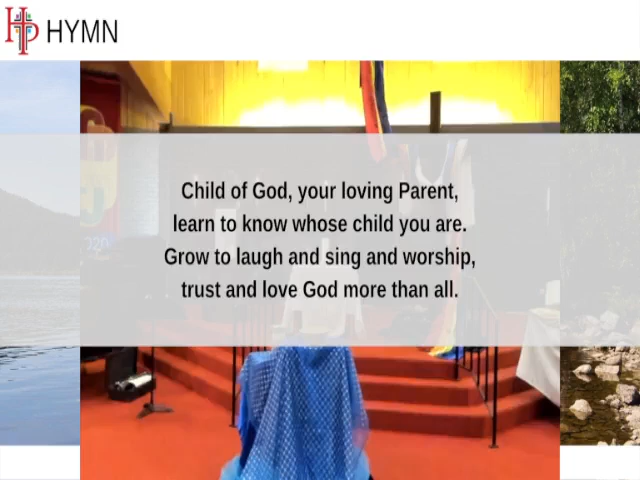 HYMN
Child of God, your loving Parent,
learn to know whose child you are.
Grow to laugh and sing and worship,
trust and love God more than all.